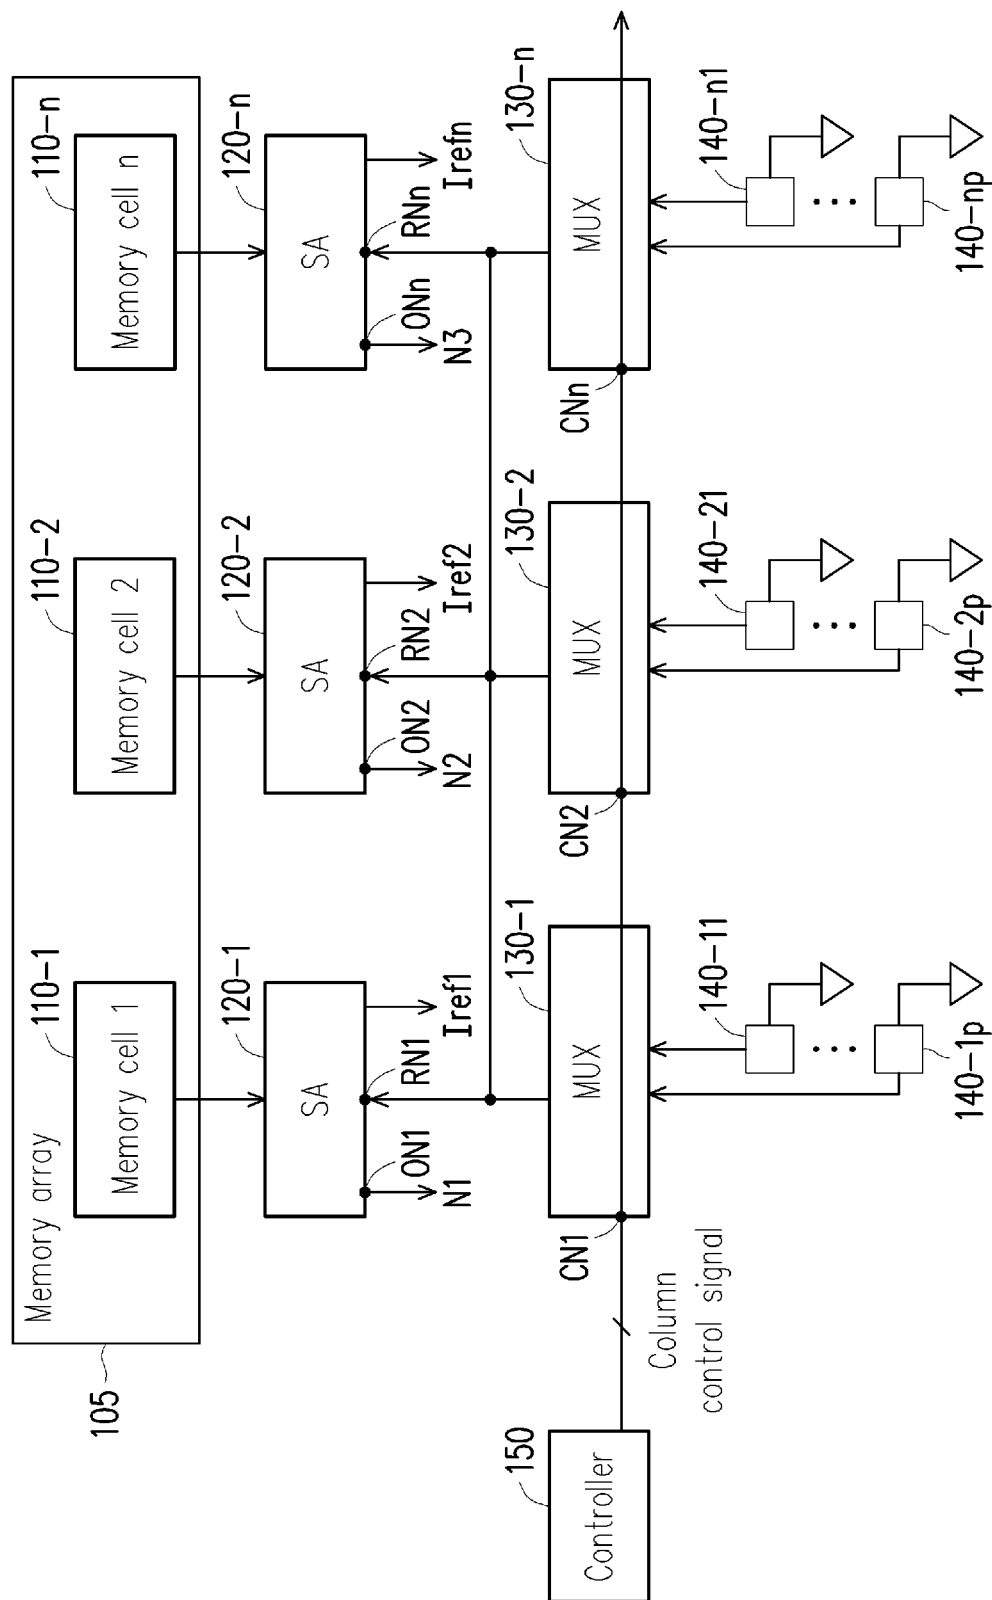 Memory array
105
Memory cell 1
110-1
Memory cell 2
110-2
Memory cell n
110-n
SA
120-1
SA
120-2
SA
120-n
ON1
RN1
N1
Iref1
ON2
RN2
N2
Iref2
ONn
RNn
N3
Irefn
Controller
150
Column
control signal
CN1
MUX
130-1
CN2
MUX
130-2
CNn
MUX
130-n
140-11
140-1p
140-21
140-2p
140-n1
140-np